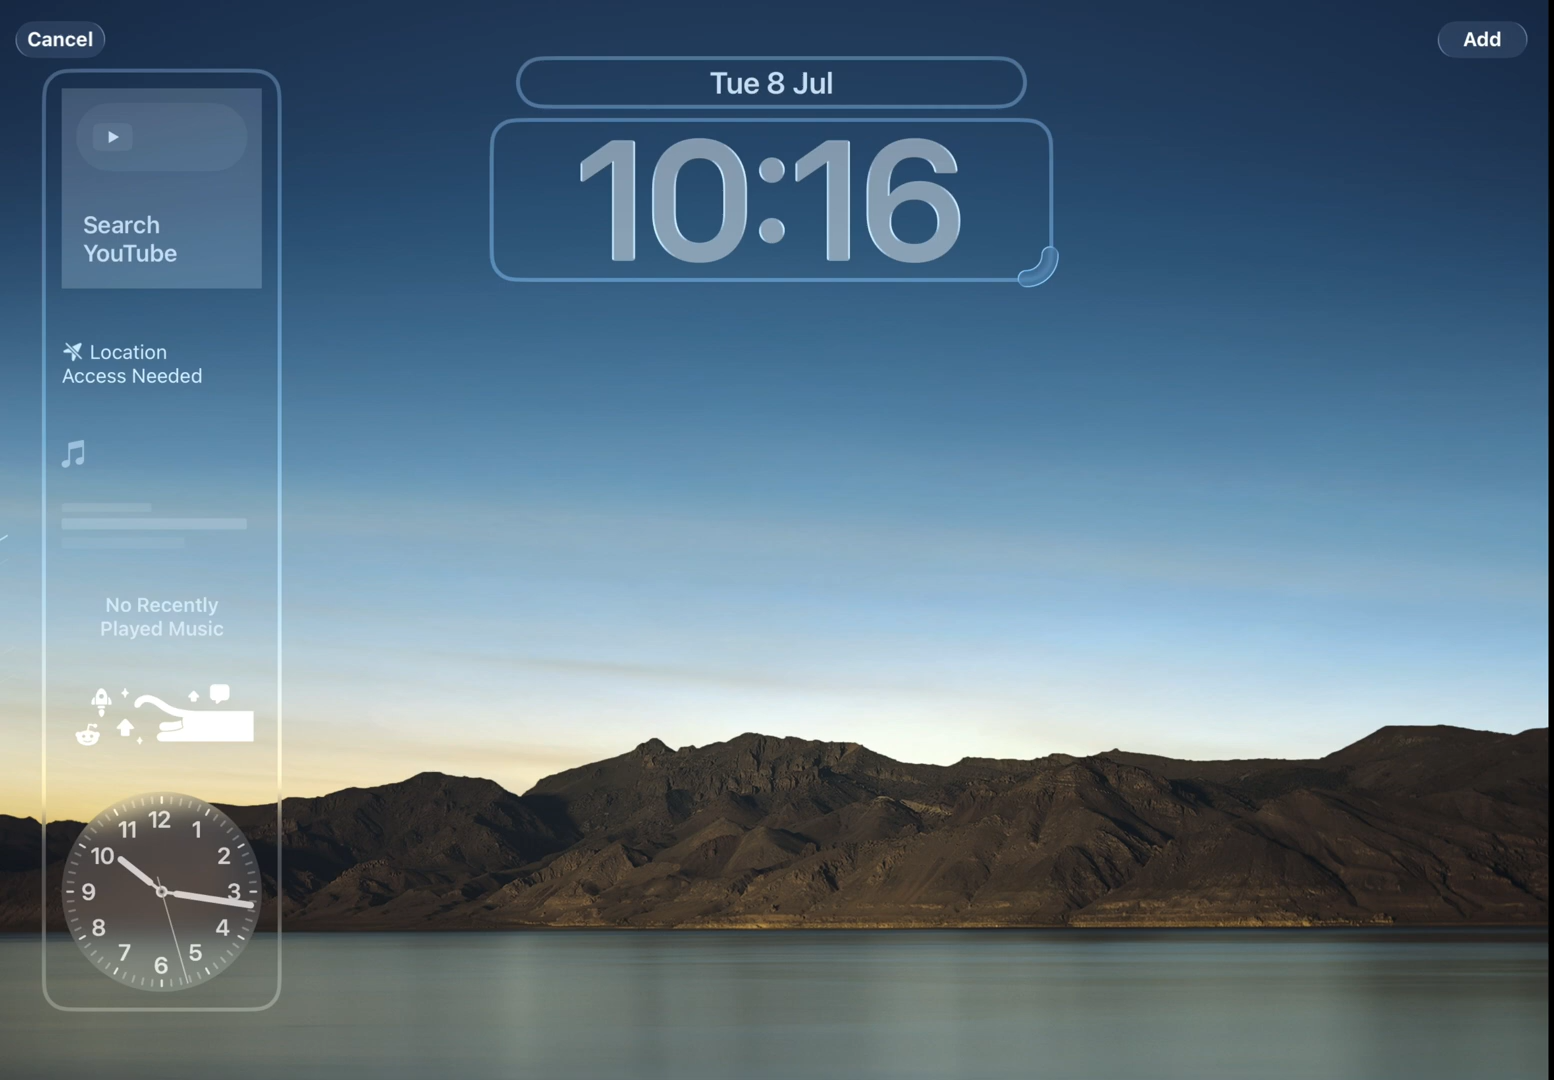 Cancel
Add
Tue 8 Jul
10:16
Search
YouTube
Location
Access Needed
No Recently
Played Music
12
11
1
10
2
9
3
8
4
7
5
6